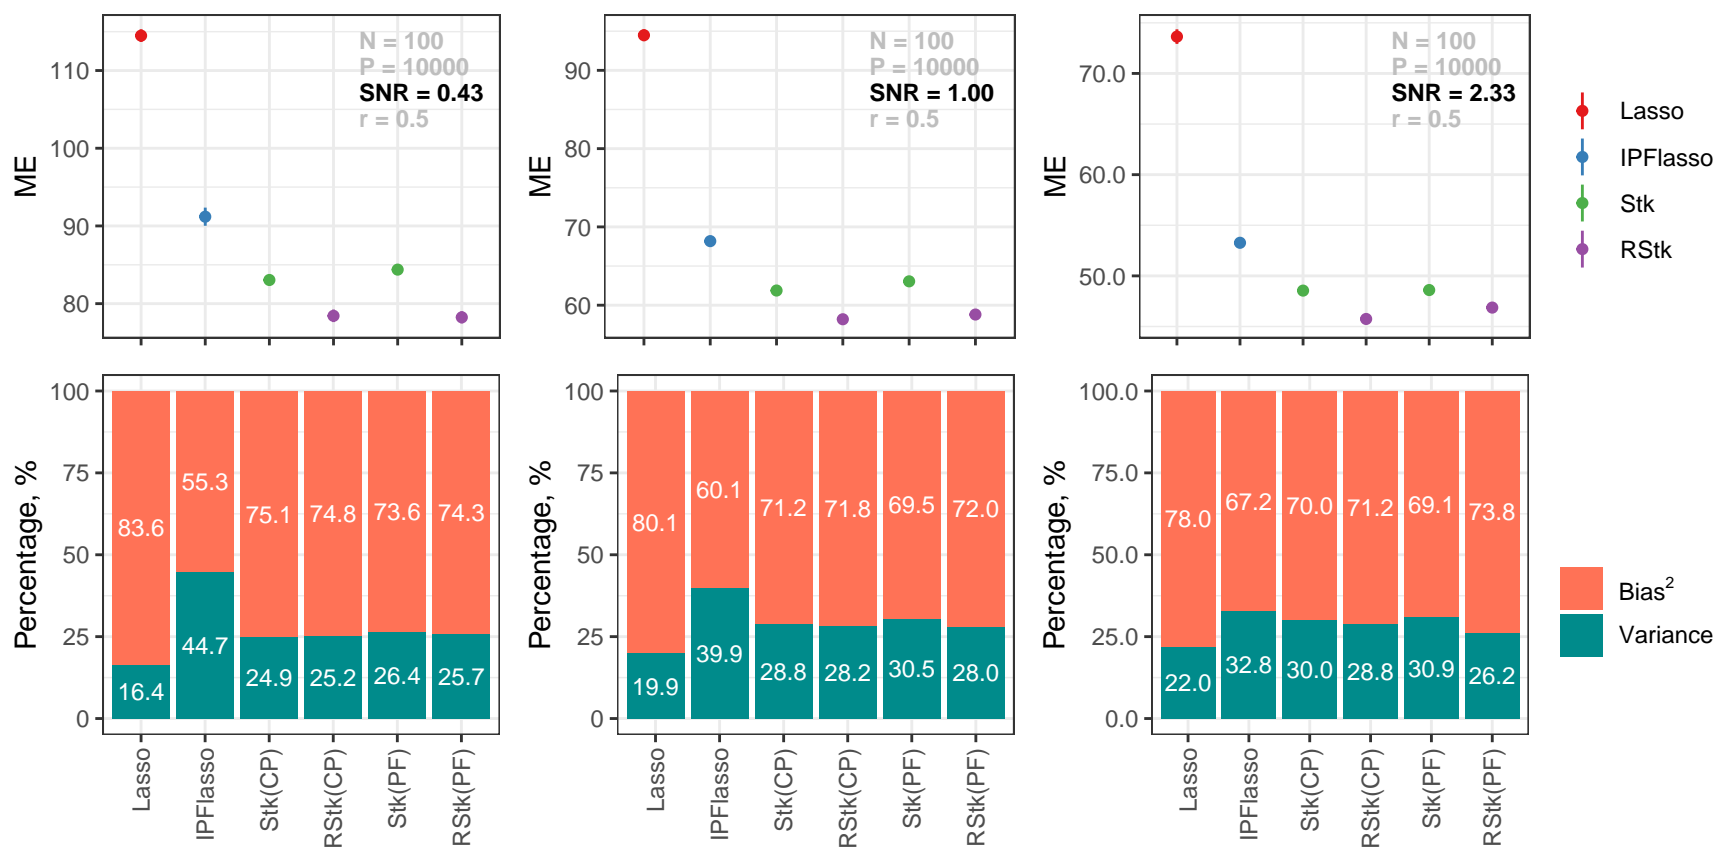 ME
110
100
90
80
N = 100
P = 10000
SNR = 0.43
r = 0.5
ME
90
80
70
60
N = 100
P = 10000
SNR = 1.00
r = 0.5
ME
70.0
60.0
50.0
N = 100
P = 10000
SNR = 2.33
r = 0.5
Lasso
IPFlasso
Stk
RStk
Percentage, %
100
75
50
25
0
83.6
55.3
75.1
74.8
73.6
74.3
16.4
44.7
24.9
25.2
26.4
25.7
Lasso
IPFlasso
Stk(CP)
RStk(CP)
Stk(PF)
RStk(PF)
Percentage, %
100
75
50
25
0
80.1
60.1
71.2
71.8
69.5
72.0
19.9
39.9
28.8
28.2
30.5
28.0
Lasso
IPFlasso
Stk(CP)
RStk(CP)
Stk(PF)
RStk(PF)
Percentage, %
100.0
75.0
50.0
25.0
0.0
78.0
67.2
70.0
71.2
69.1
73.8
22.0
32.8
30.0
28.8
30.9
26.2
Lasso
IPFlasso
Stk(CP)
RStk(CP)
Stk(PF)
RStk(PF)
Bias²
Variance